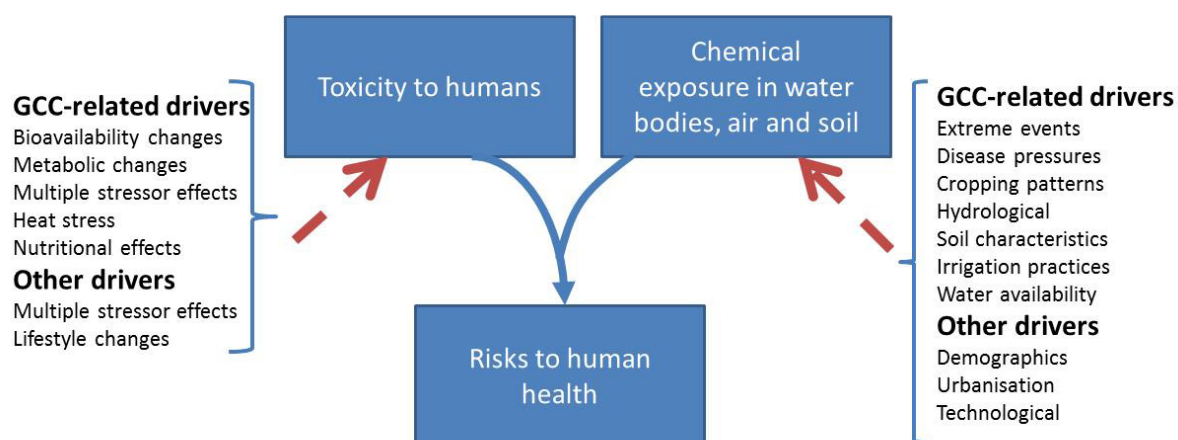 Toxicity to humans
Chemical
exposure in water
bodies, air and soil
GCC-related drivers
Bioavailability changes
Metabolic changes
Multiple stressor effects
Heat stress
Nutritional effects
Other drivers
Multiple stressor effects
Lifestyle changes
GCC-related drivers
Extreme events
Disease pressures
Cropping patterns
Hydrological
Soil characteristics
Irrigation practices
Water availability
Other drivers
Demographics
Urbanisation
Technological
Risks to human
health